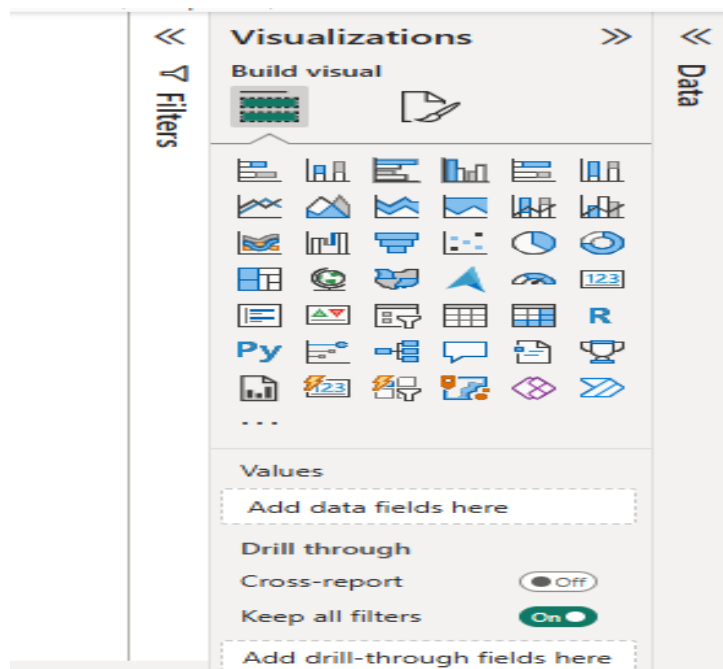 Filters
Visualizations
Build visual
123
R
Py
123
Values
Add data fields here
Drill through
Cross-report
Off
Keep all filters
On
Add drill-through fields here
Data